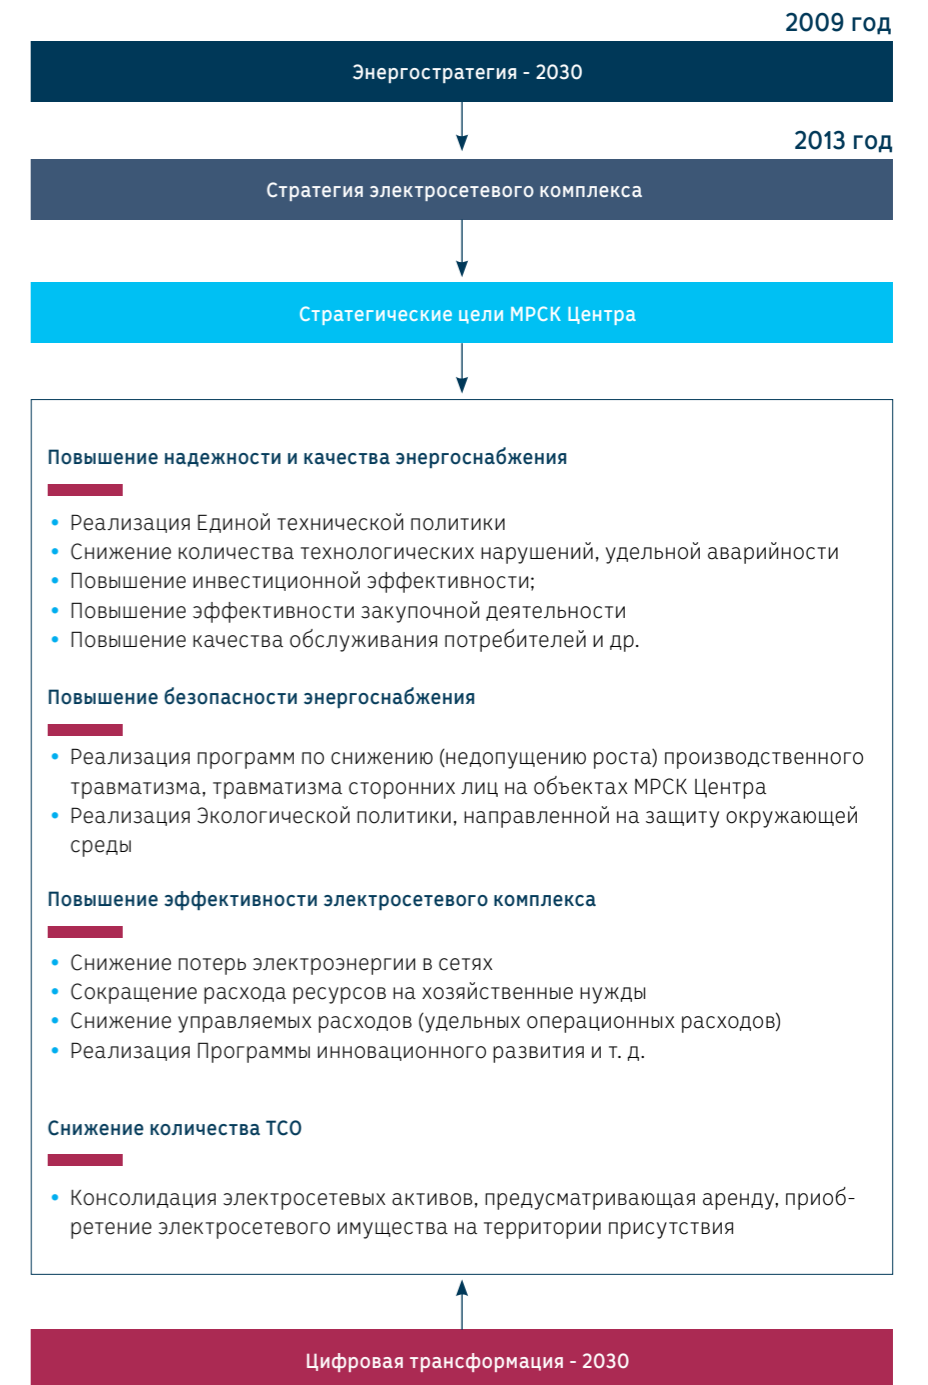 2009 год
Энергостратегия - 2030
2013 год
Стратегия электросетевого комплекса
Стратегические цели МРСК Центра
Повышение надежности и качества энергоснабжения
• Реализация Единой технической политики
• Снижение количества технологических нарушений, удельной аварийности
• Повышение инвестиционной эффективности;
• Повышение эффективности закупочной деятельности
• Повышение качества обслуживания потребителей и др.
Повышение безопасности энергоснабжения
• Реализация программ по снижению (недопущению роста) производственного
травматизма, травматизма сторонних лиц на объектах МРСК Центра
• Реализация Экологической политики, направленной на защиту окружающей
среды
Повышение эффективности электросетевого комплекса
• Снижение потерь электроэнергии в сетях
• Сокращение расхода ресурсов на хозяйственные нужды
• Снижение управляемых расходов (удельных операционных расходов)
• Реализация Программы инновационного развития и т. д.
Снижение количества ТСО
• Консолидация электросетевых активов, предусматривающая аренду, приоб-
ретение электросетевого имущества на территории присутствия
Цифровая трансформация - 2030